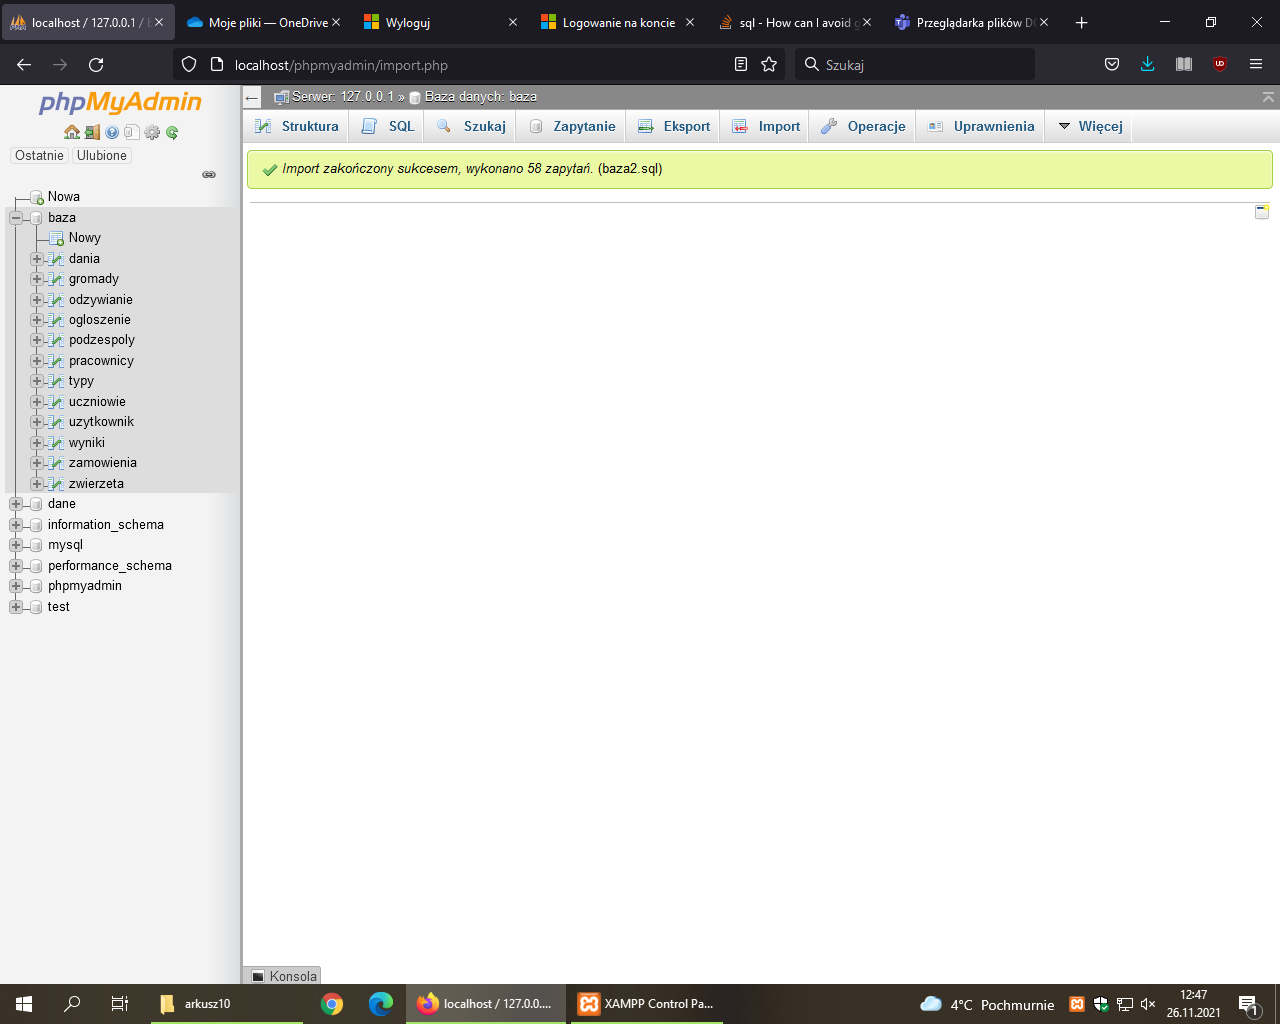 localhost / 127.0.0.1 / b
Moje pliki — OneDrive
Wyloguj
Logowanie na koncie
sql - How can I avoid g
Przeglądarka plików D
localhost/phpmyadmin/import.php
Szukaj
phpMyAdmin
Ostatnie
Ulubione
Nowa
baza
Nowy
dania
gromady
odzywianie
ogloszenie
podzespoly
pracownicy
typy
uczniowie
uzytkownik
wyniki
zamowienia
zwierzeta
dane
information_schema
mysql
performance_schema
phpmyadmin
test
Serwer: 127.0.0.1 » Baza danych: baza
Struktura
SQL
Szukaj
Zapytanie
Eksport
Import
Operacje
Uprawnienia
Więcej
Import zakończony sukcesem, wykonano 58 zapytań. (baza2.sql)
Konsola
arkusz10
localhost / 127.0.0....
XAMPP Control Pa...
4°C Pochmurnie
12:47
26.11.2021
1